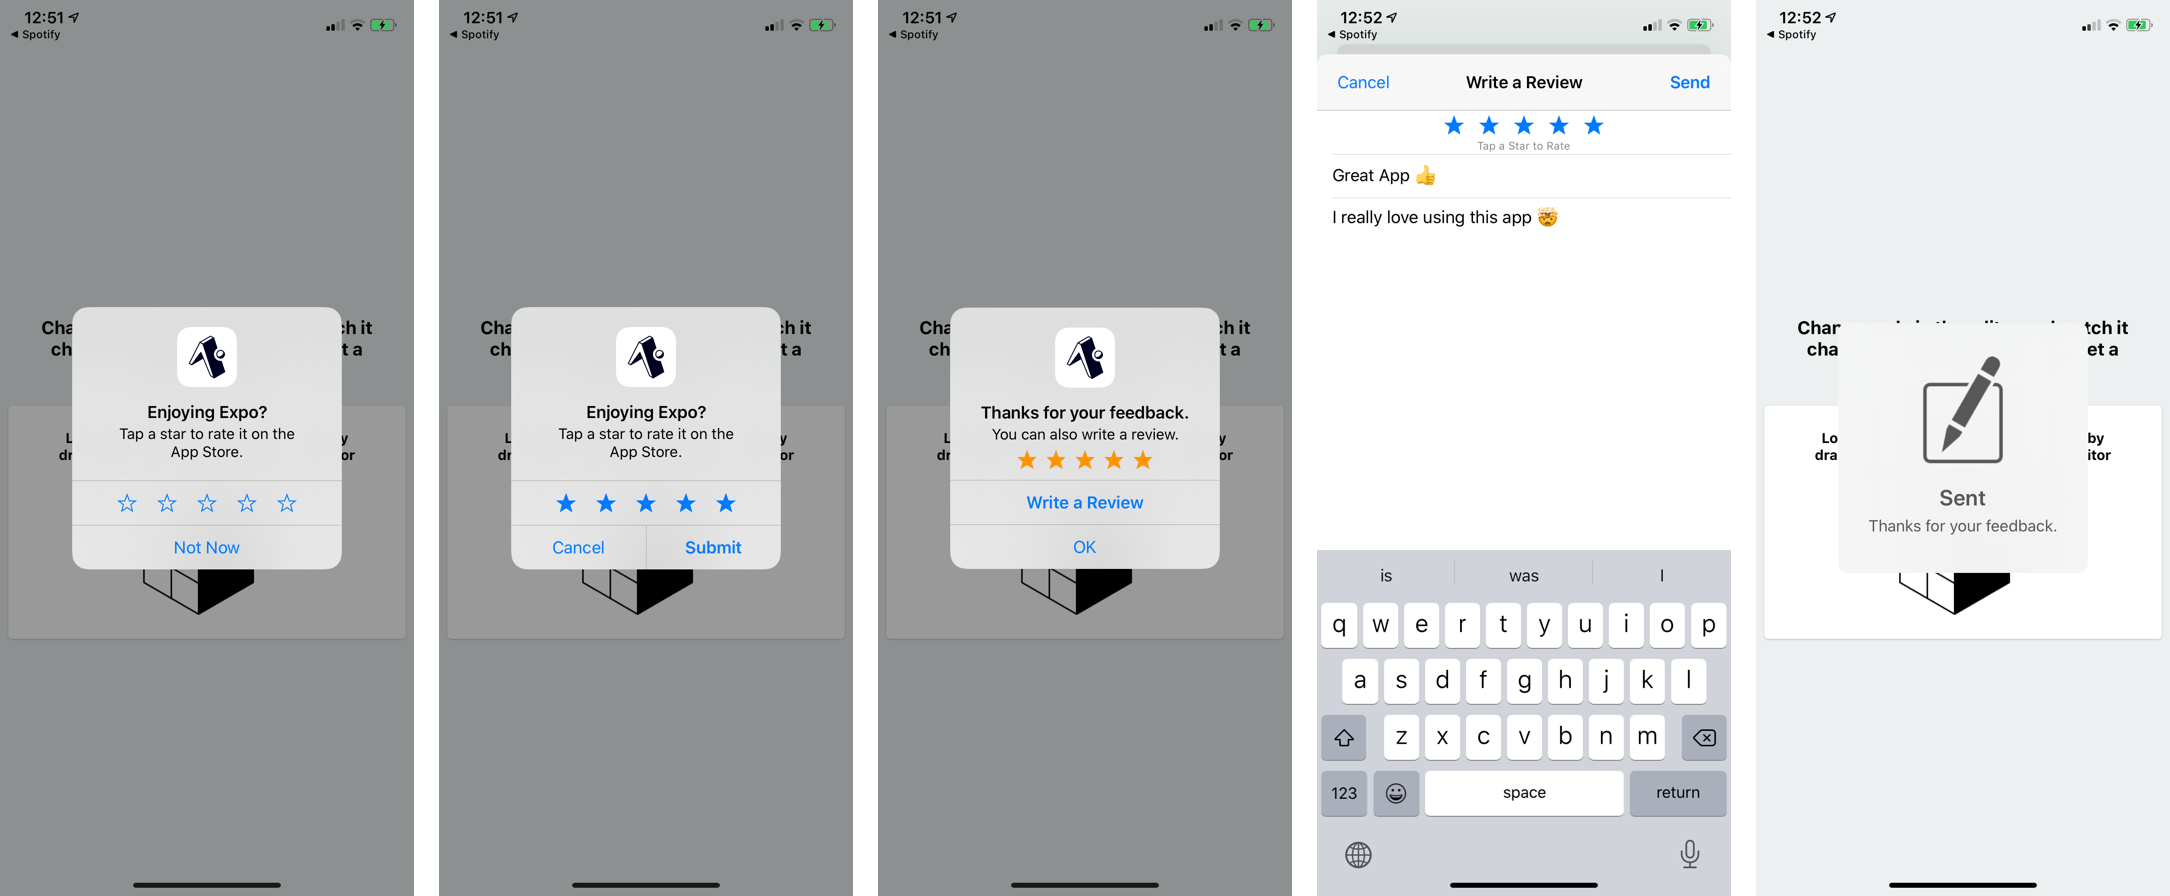 12:51
◀ Spotify
Cha
ch it
ch
t a
Enjoying Expo?
Tap a star to rate it on the
App Store.
L
y
dr
or
Not Now
12:51
◀ Spotify
Cha
ch it
ch
t a
Enjoying Expo?
Tap a star to rate it on the
App Store.
L
y
dr
or
Cancel
Submit
12:51
◀ Spotify
Cha
ch it
ch
t a
Thanks for your feedback.
You can also write a review.
L
y
dr
or
Write a Review
OK
12:52
◀ Spotify
Cancel
Write a Review
Send
Tap a Star to Rate
Great App 👍
I really love using this app 🤯
is was I
q w e r t y u i o p
a s d f g h j k l
z x c v b n m
123
space
return
12:52
◀ Spotify
tch it
cha
et a
Lo
by
dra
itor
Sent
Thanks for your feedback.